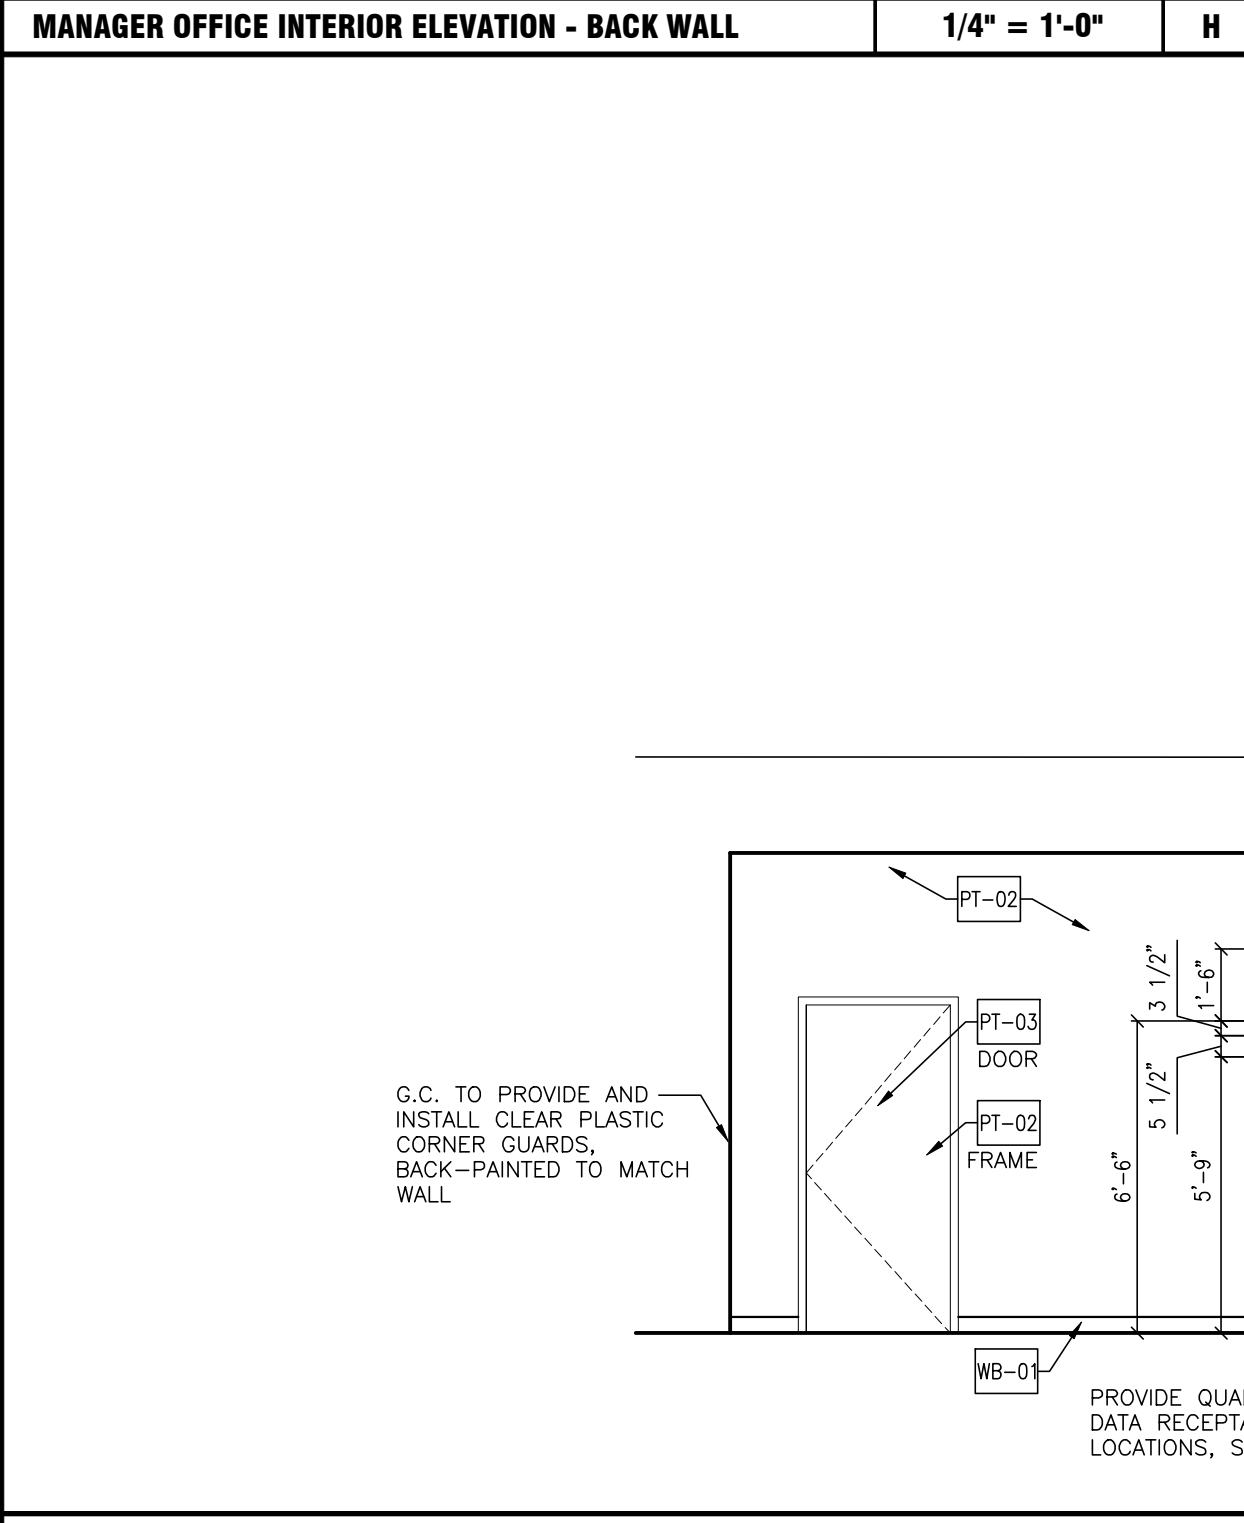 MANAGER OFFICE INTERIOR ELEVATION - BACK WALL
1/4" = 1'-0"
H
PT-02
3 1/2"
1'-6"
PT-03
DOOR
G.C. TO PROVIDE AND
INSTALL CLEAR PLASTIC
CORNER GUARDS,
BACK-PAINTED TO MATCH
WALL
5 1/2"
PT-02
FRAME
6'-6"
5'-9"
WB-01
PROVIDE
DATA
LOCATIONS,